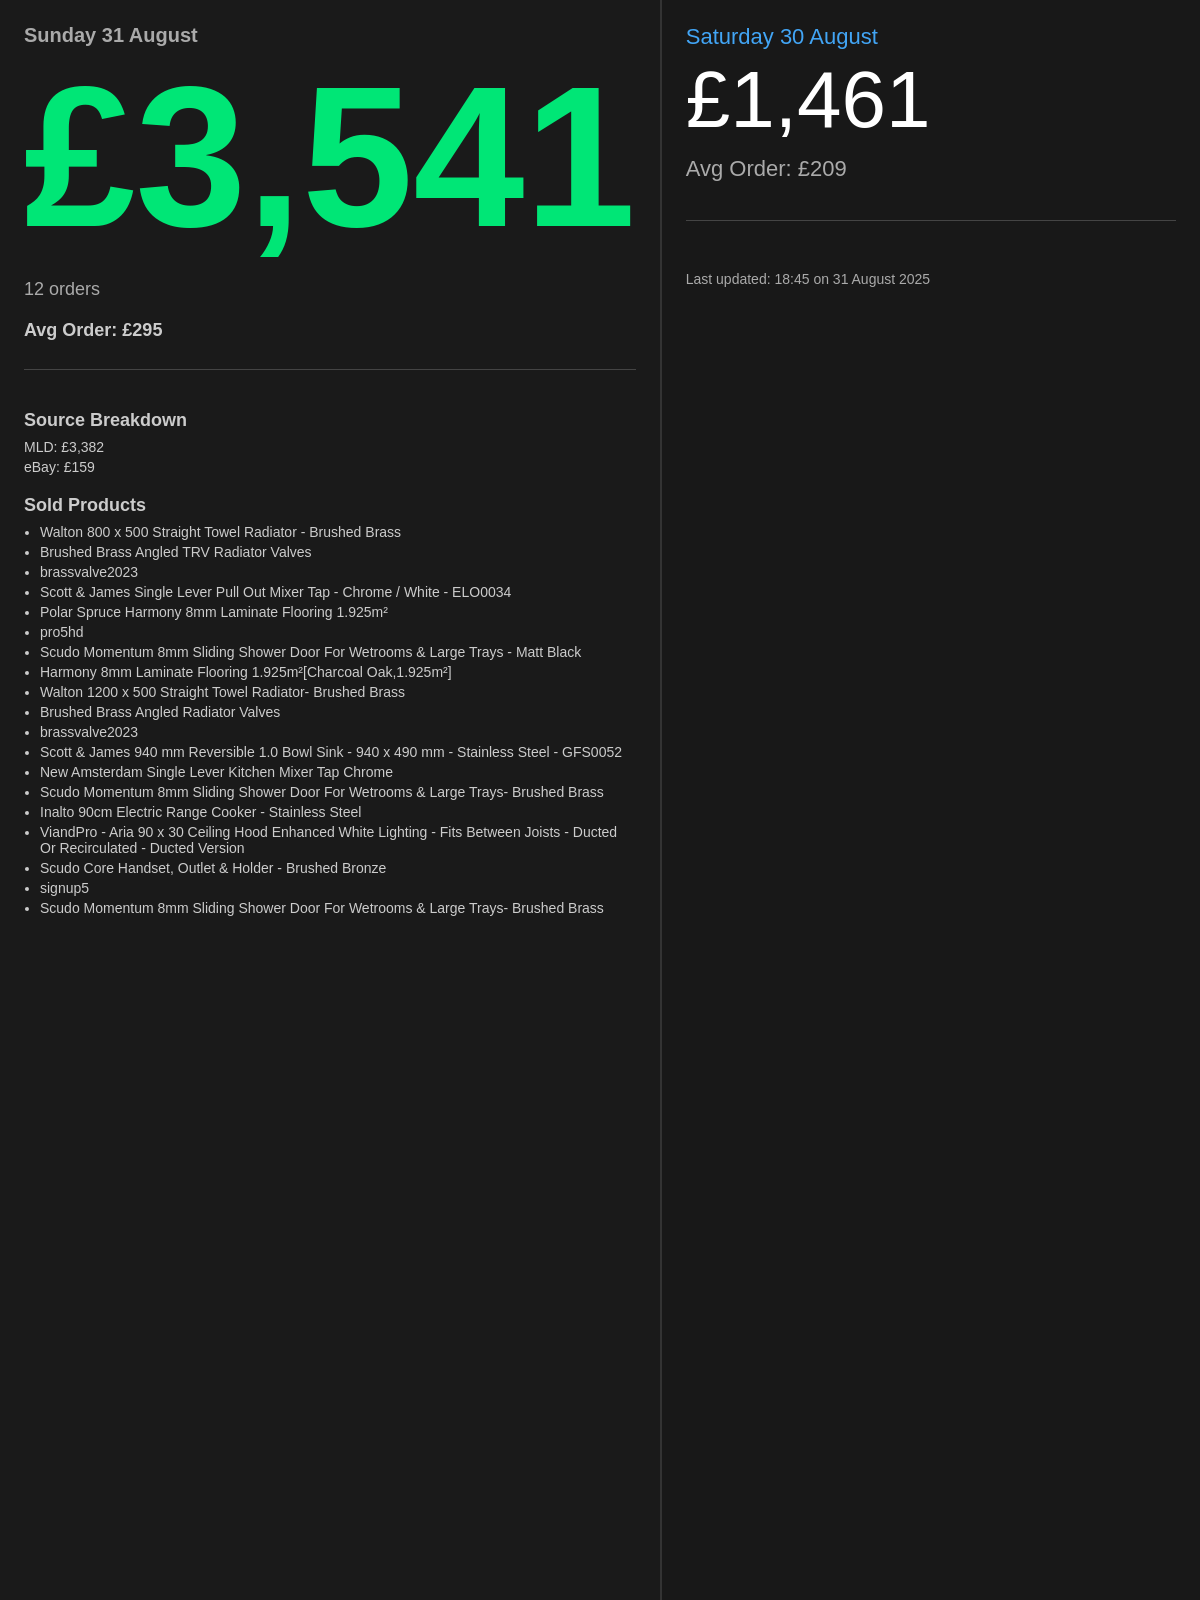 Sunday 31 August
£3,541
12 orders
Avg Order: £295
Source Breakdown
MLD: £3,382
eBay: £159
Sold Products
• Walton 800 x 500 Straight Towel Radiator - Brushed Brass
• Brushed Brass Angled TRV Radiator Valves
• brassvalve2023
• Scott & James Single Lever Pull Out Mixer Tap - Chrome / White - ELO0034
• Polar Spruce Harmony 8mm Laminate Flooring 1.925m²
• pro5hd
• Scudo Momentum 8mm Sliding Shower Door For Wetrooms & Large Trays - Matt Black
• Harmony 8mm Laminate Flooring 1.925m²[Charcoal Oak,1.925m²]
• Walton 1200 x 500 Straight Towel Radiator- Brushed Brass
• Brushed Brass Angled Radiator Valves
• brassvalve2023
• Scott & James 940 mm Reversible 1.0 Bowl Sink - 940 x 490 mm - Stainless Steel - GFS0052
• New Amsterdam Single Lever Kitchen Mixer Tap Chrome
• Scudo Momentum 8mm Sliding Shower Door For Wetrooms & Large Trays- Brushed Brass
• Inalto 90cm Electric Range Cooker - Stainless Steel
• ViandPro - Aria 90 x 30 Ceiling Hood Enhanced White Lighting - Fits Between Joists - Ducted
Or Recirculated - Ducted Version
• Scudo Core Handset, Outlet & Holder - Brushed Bronze
• signup5
• Scudo Momentum 8mm Sliding Shower Door For Wetrooms & Large Trays- Brushed Brass
Saturday 30 August
£1,461
Avg Order: £209
Last updated: 18:45 on 31 August 2025